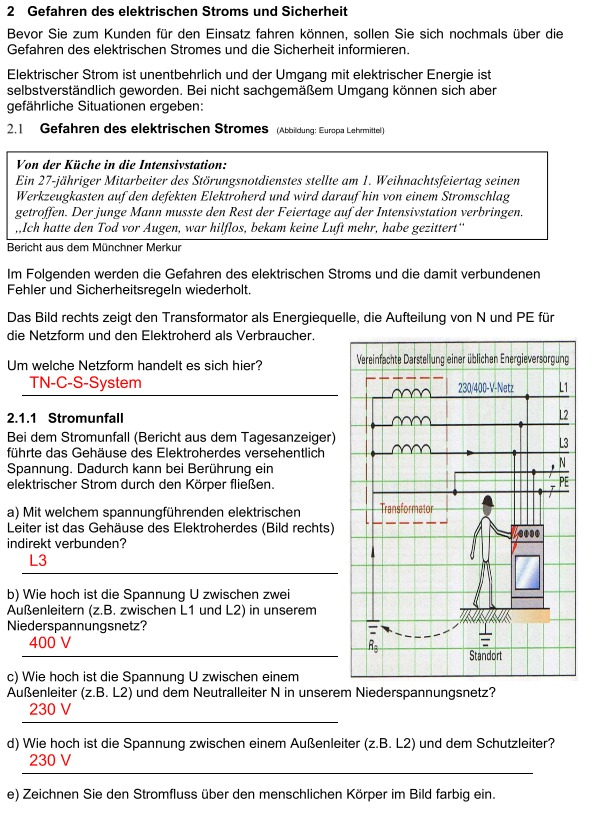 2 Gefahren des elektrischen Stroms und Sicherheit
Bevor Sie zum Kunden für den Einsatz fahren können, sollen Sie sich nochmals über die
Gefahren des elektrischen Stromes und die Sicherheit informieren.
Elektrischer Strom ist unentbehrlich und der Umgang mit elektrischer Energie ist
selbstverständlich geworden. Bei nicht sachgemäßem Umgang können sich aber
gefährliche Situationen ergeben:
2.1 Gefahren des elektrischen Stromes (Abbildung: Europa Lehrmittel)
Von der Küche in die Intensivstation:
Ein 27-jähriger Mitarbeiter des Störungsnotdienstes stellte am 1. Weihnachtsfeiertag seinen
Werkzeugkasten auf den defekten Elektroherd und wird darauf hin von einem Stromschlag
getroffen. Der junge Mann musste den Rest der Feiertage auf der Intensivstation verbringen.
„Ich hatte den Tod vor Augen, war hilflos, bekam keine Luft mehr, habe gezittert“
Bericht aus dem Münchner Merkur
Im Folgenden werden die Gefahren des elektrischen Stroms und die damit verbundenen
Fehler und Sicherheitsregeln wiederholt.
Das Bild rechts zeigt den Transformator als Energiequelle, die Aufteilung von N und PE für
die Netzform und den Elektroherd als Verbraucher.
Um welche Netzform handelt es sich hier?
TN-C-S-System
2.1.1 Stromunfall
Bei dem Stromunfall (Bericht aus dem Tagesanzeiger)
führte das Gehäuse des Elektroherdes versehentlich
Spannung. Dadurch kann bei Berührung ein
elektrischer Strom durch den Körper fließen.
a) Mit welchem spannungführenden elektrischen
Leiter ist das Gehäuse des Elektroherdes (Bild rechts)
indirekt verbunden?
L3
b) Wie hoch ist die Spannung U zwischen zwei
Außenleitern (z.B. zwischen L1 und L2) in unserem
Niederspannungsnetz?
400 V
Vereinfachte Darstellung einer üblichen Energieversorgung
230/400-V-Netz
L1
L2
L3
N
PE
Transformator
RB
Standort
c) Wie hoch ist die Spannung U zwischen einem
Außenleiter (z.B. L2) und dem Neutralleiter N in unserem Niederspannungsnetz?
230 V
d) Wie hoch ist die Spannung zwischen einem Außenleiter (z.B. L2) und dem Schutzleiter?
230 V
e) Zeichnen Sie den Stromfluss über den menschlichen Körper im Bild farbig ein.